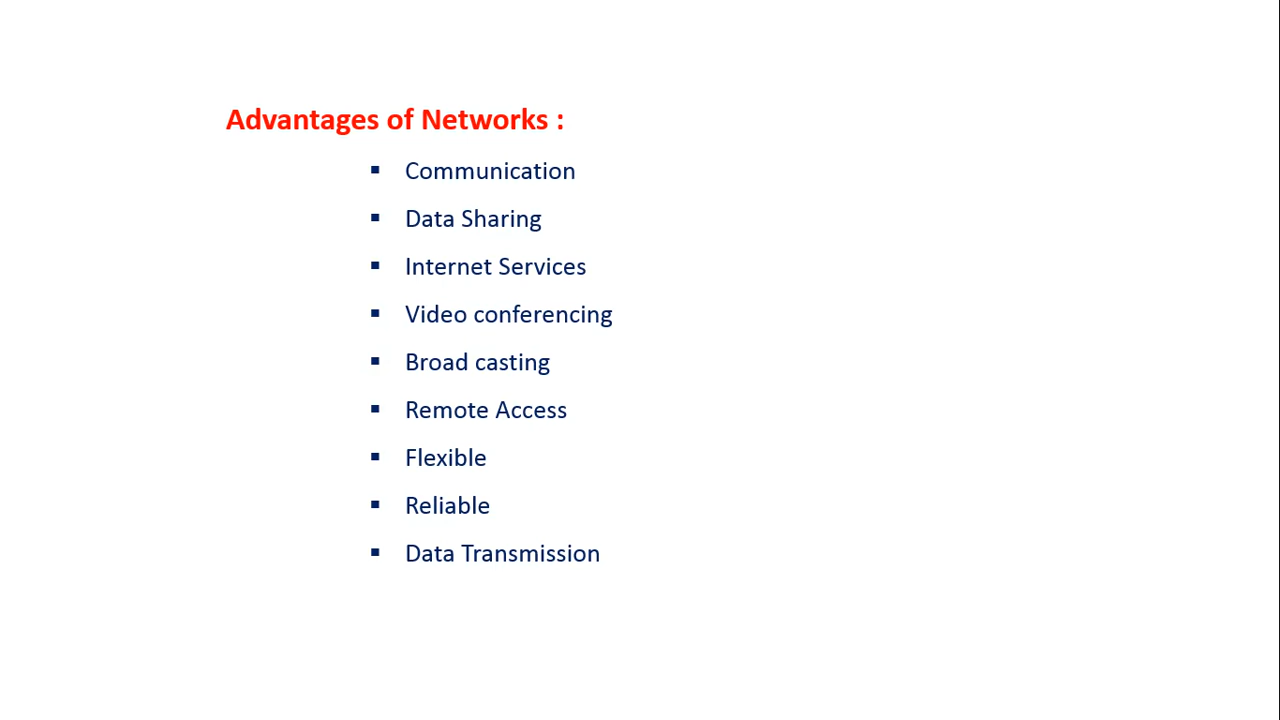 Advantages of Networks :
▪ Communication
▪ Data Sharing
▪ Internet Services
▪ Video conferencing
▪ Broad casting
▪ Remote Access
▪ Flexible
▪ Reliable
▪ Data Transmission